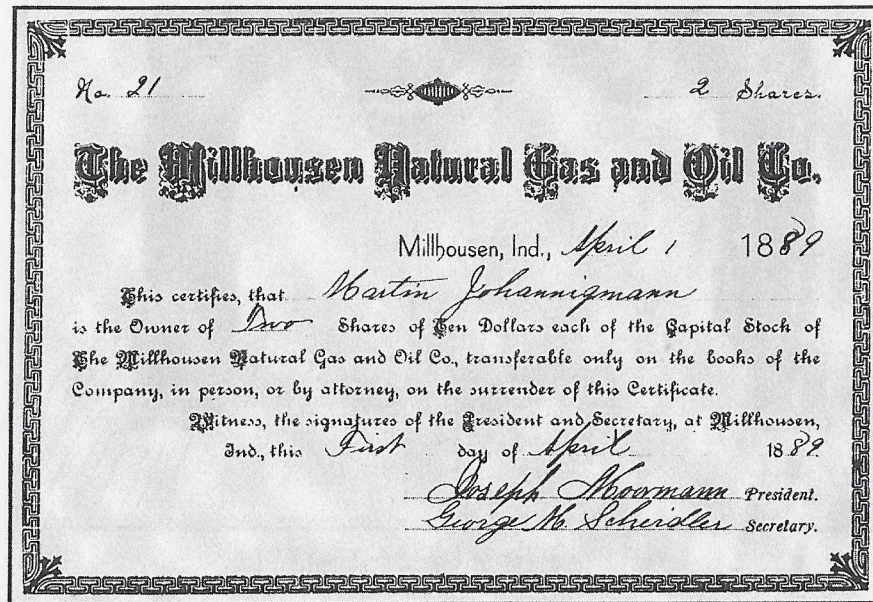 No. 21 2 Shares.
The Millhousen Natural Gas and Oil Co.
Millhousen, Ind., April 1 1889
This certifies, that Martin Johannigmann
is the Owner of Two Shares of Ten Dollars each of the Capital Stock of
The Millhousen Natural Gas and Oil Co., transferable only on the books of the
Company, in person, or by attorney, on the surrender of this Certificate.
Witness, the signatures of the President and Secretary, at Millhousen,
Ind., this First day of April 1889.
Joseph Moormann President.
George M. Scheidler Secretary.